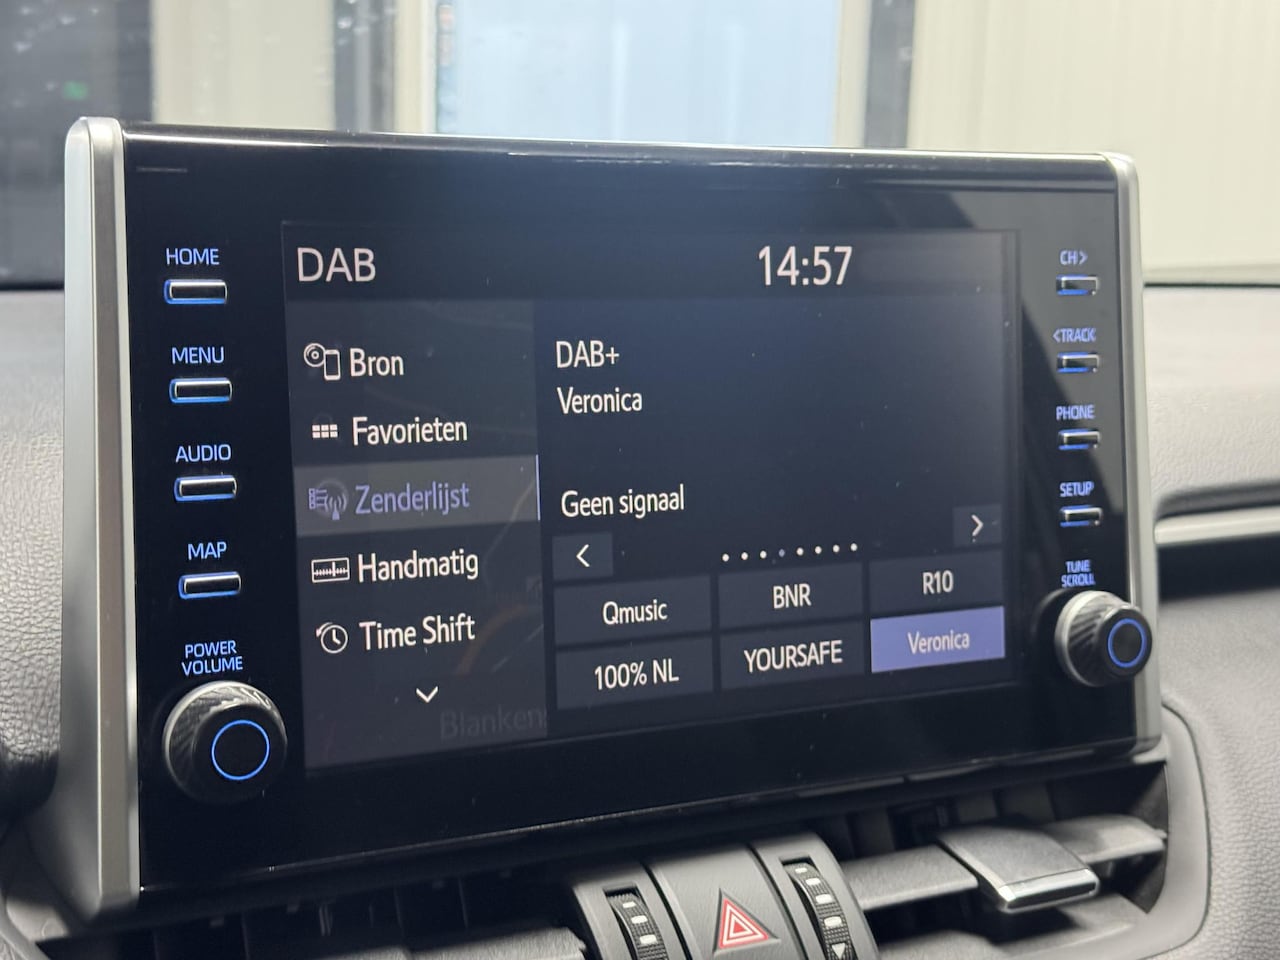 HOME
MENU
AUDIO
MAP
POWER
VOLUME
DAB
14:57
Bron
Favorieten
Zenderlijst
Handmatig
Time Shift
Blanken
DAB+
Veronica
Geen signaal
Qmusic
BNR
R10
100% NL
YOURSAFE
Veronica
CH>
<TRACK
PHONE
SETUP
TUNE
SCROLL